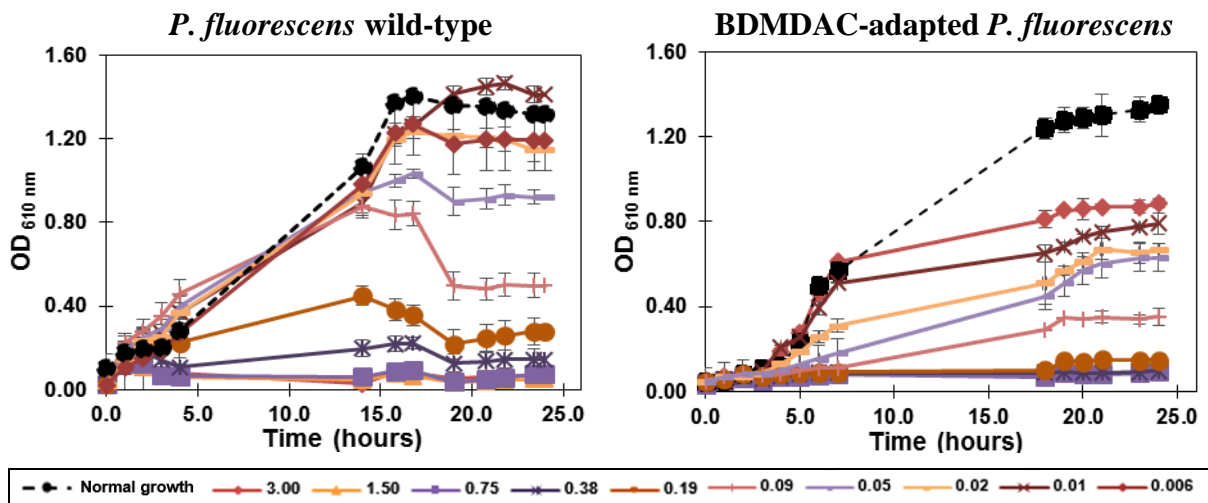 P. fluorescens wild-type
BDMDAC-adapted P. fluorescens
1.60
1.20
0.80
0.40
0.00
OD 610 nm
0.0 5.0 10.0 15.0 20.0 25.0
Time (hours)
1.60
1.20
0.80
0.40
0.00
OD 610 nm
0.0 5.0 10.0 15.0 20.0 25.0
Time (hours)
Normal growth 3.00 1.50 0.75 0.38 0.19 0.09 0.05 0.02 0.01 0.006